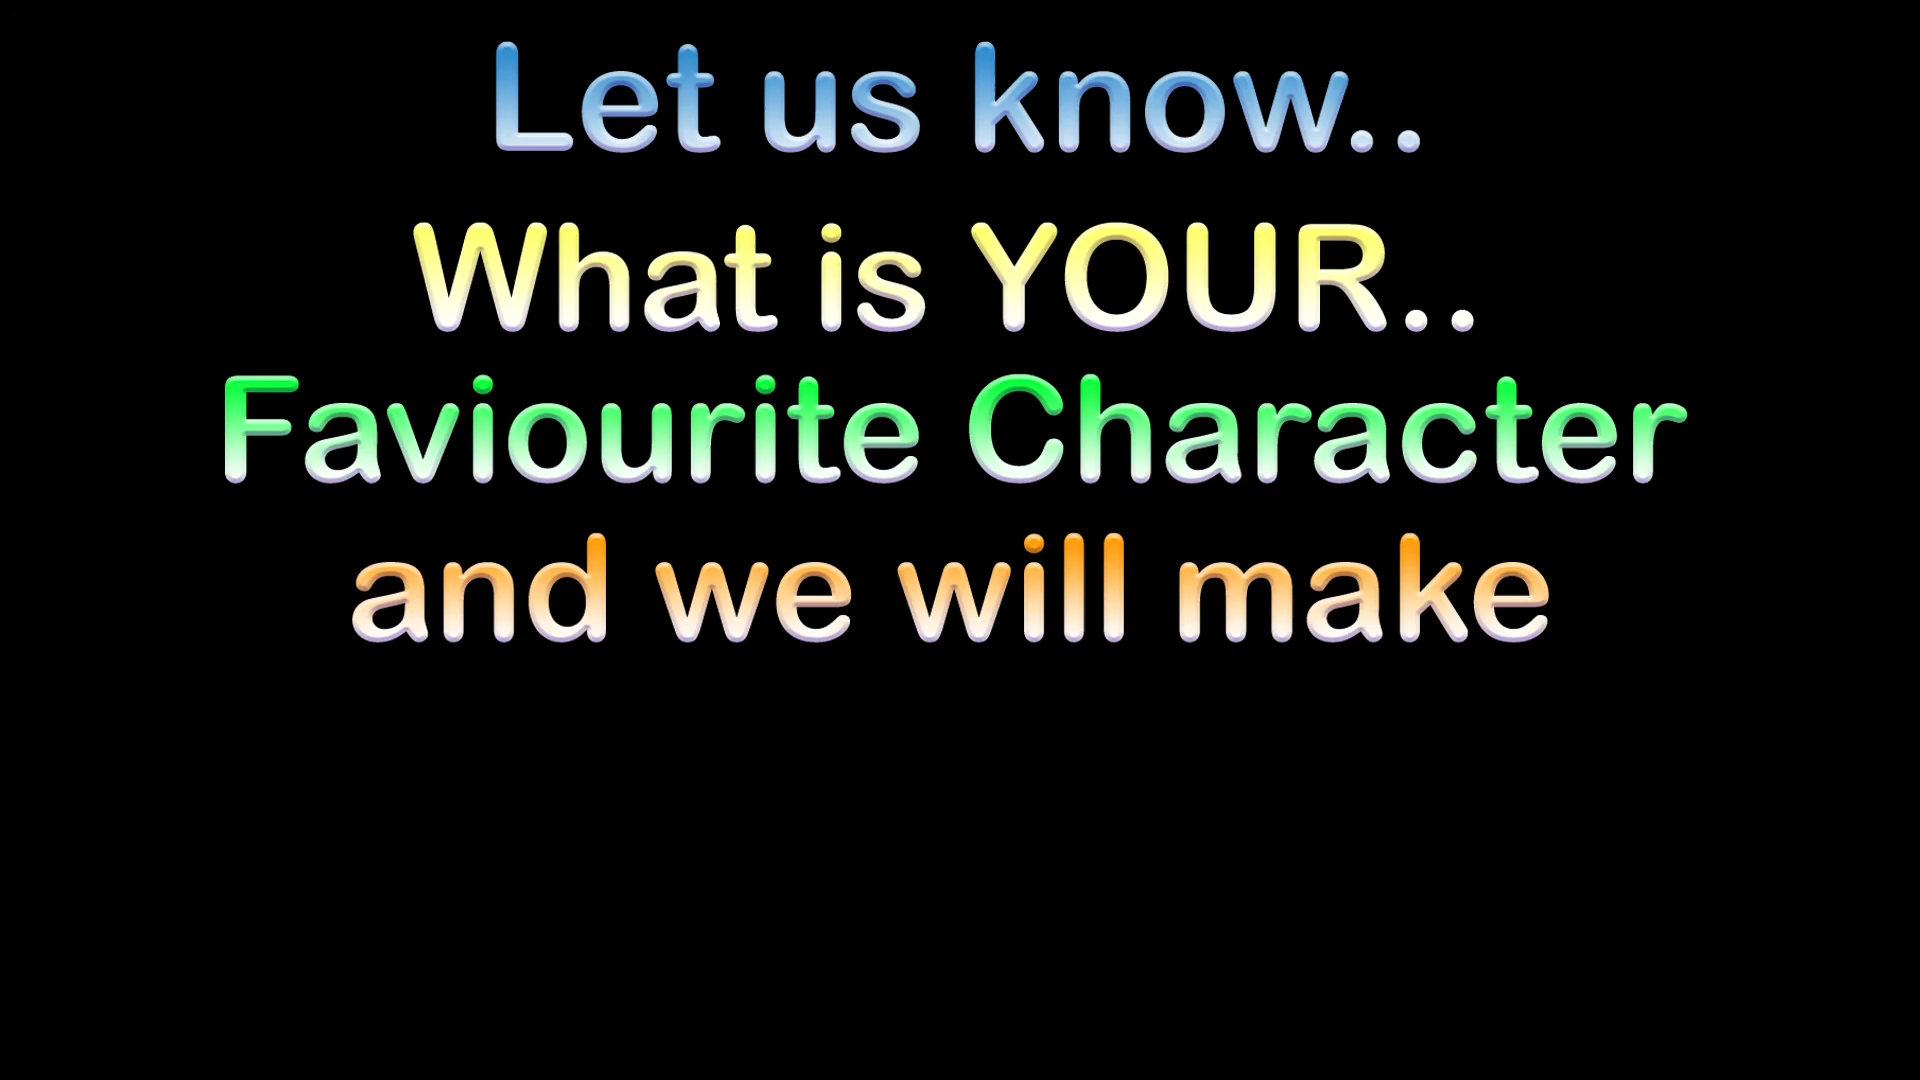 Let us know..
What is YOUR..
Faviourite Character
and we will make